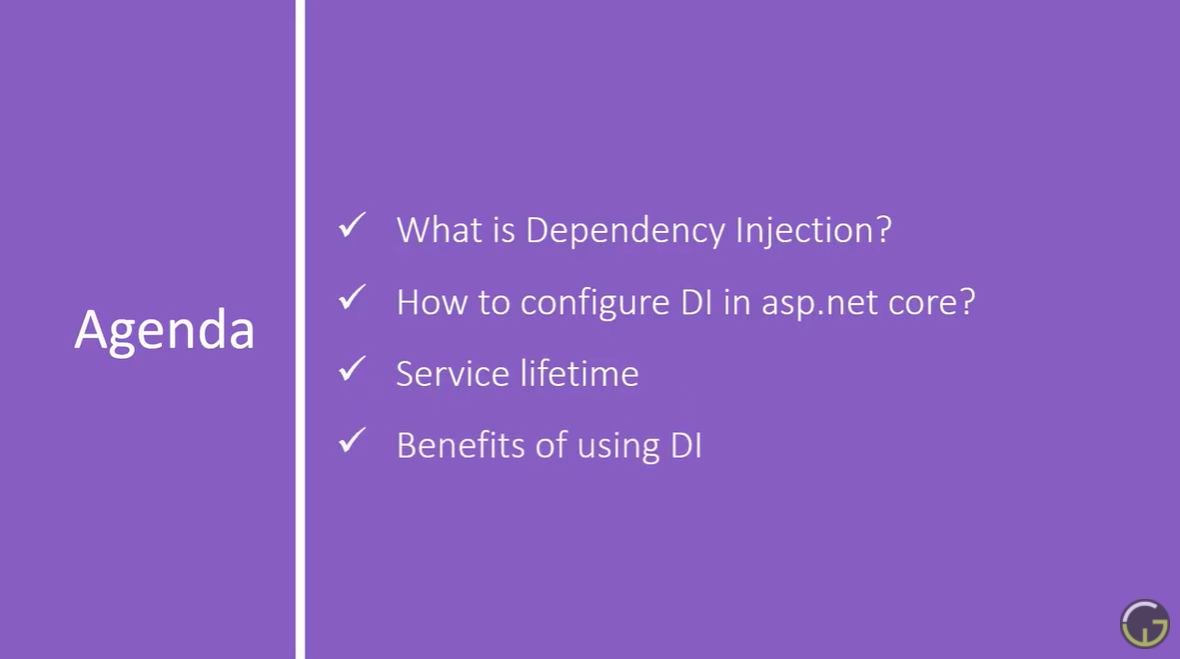 Agenda
✓ What is Dependency Injection?
✓ How to configure DI in asp.net core?
✓ Service lifetime
✓ Benefits of using DI